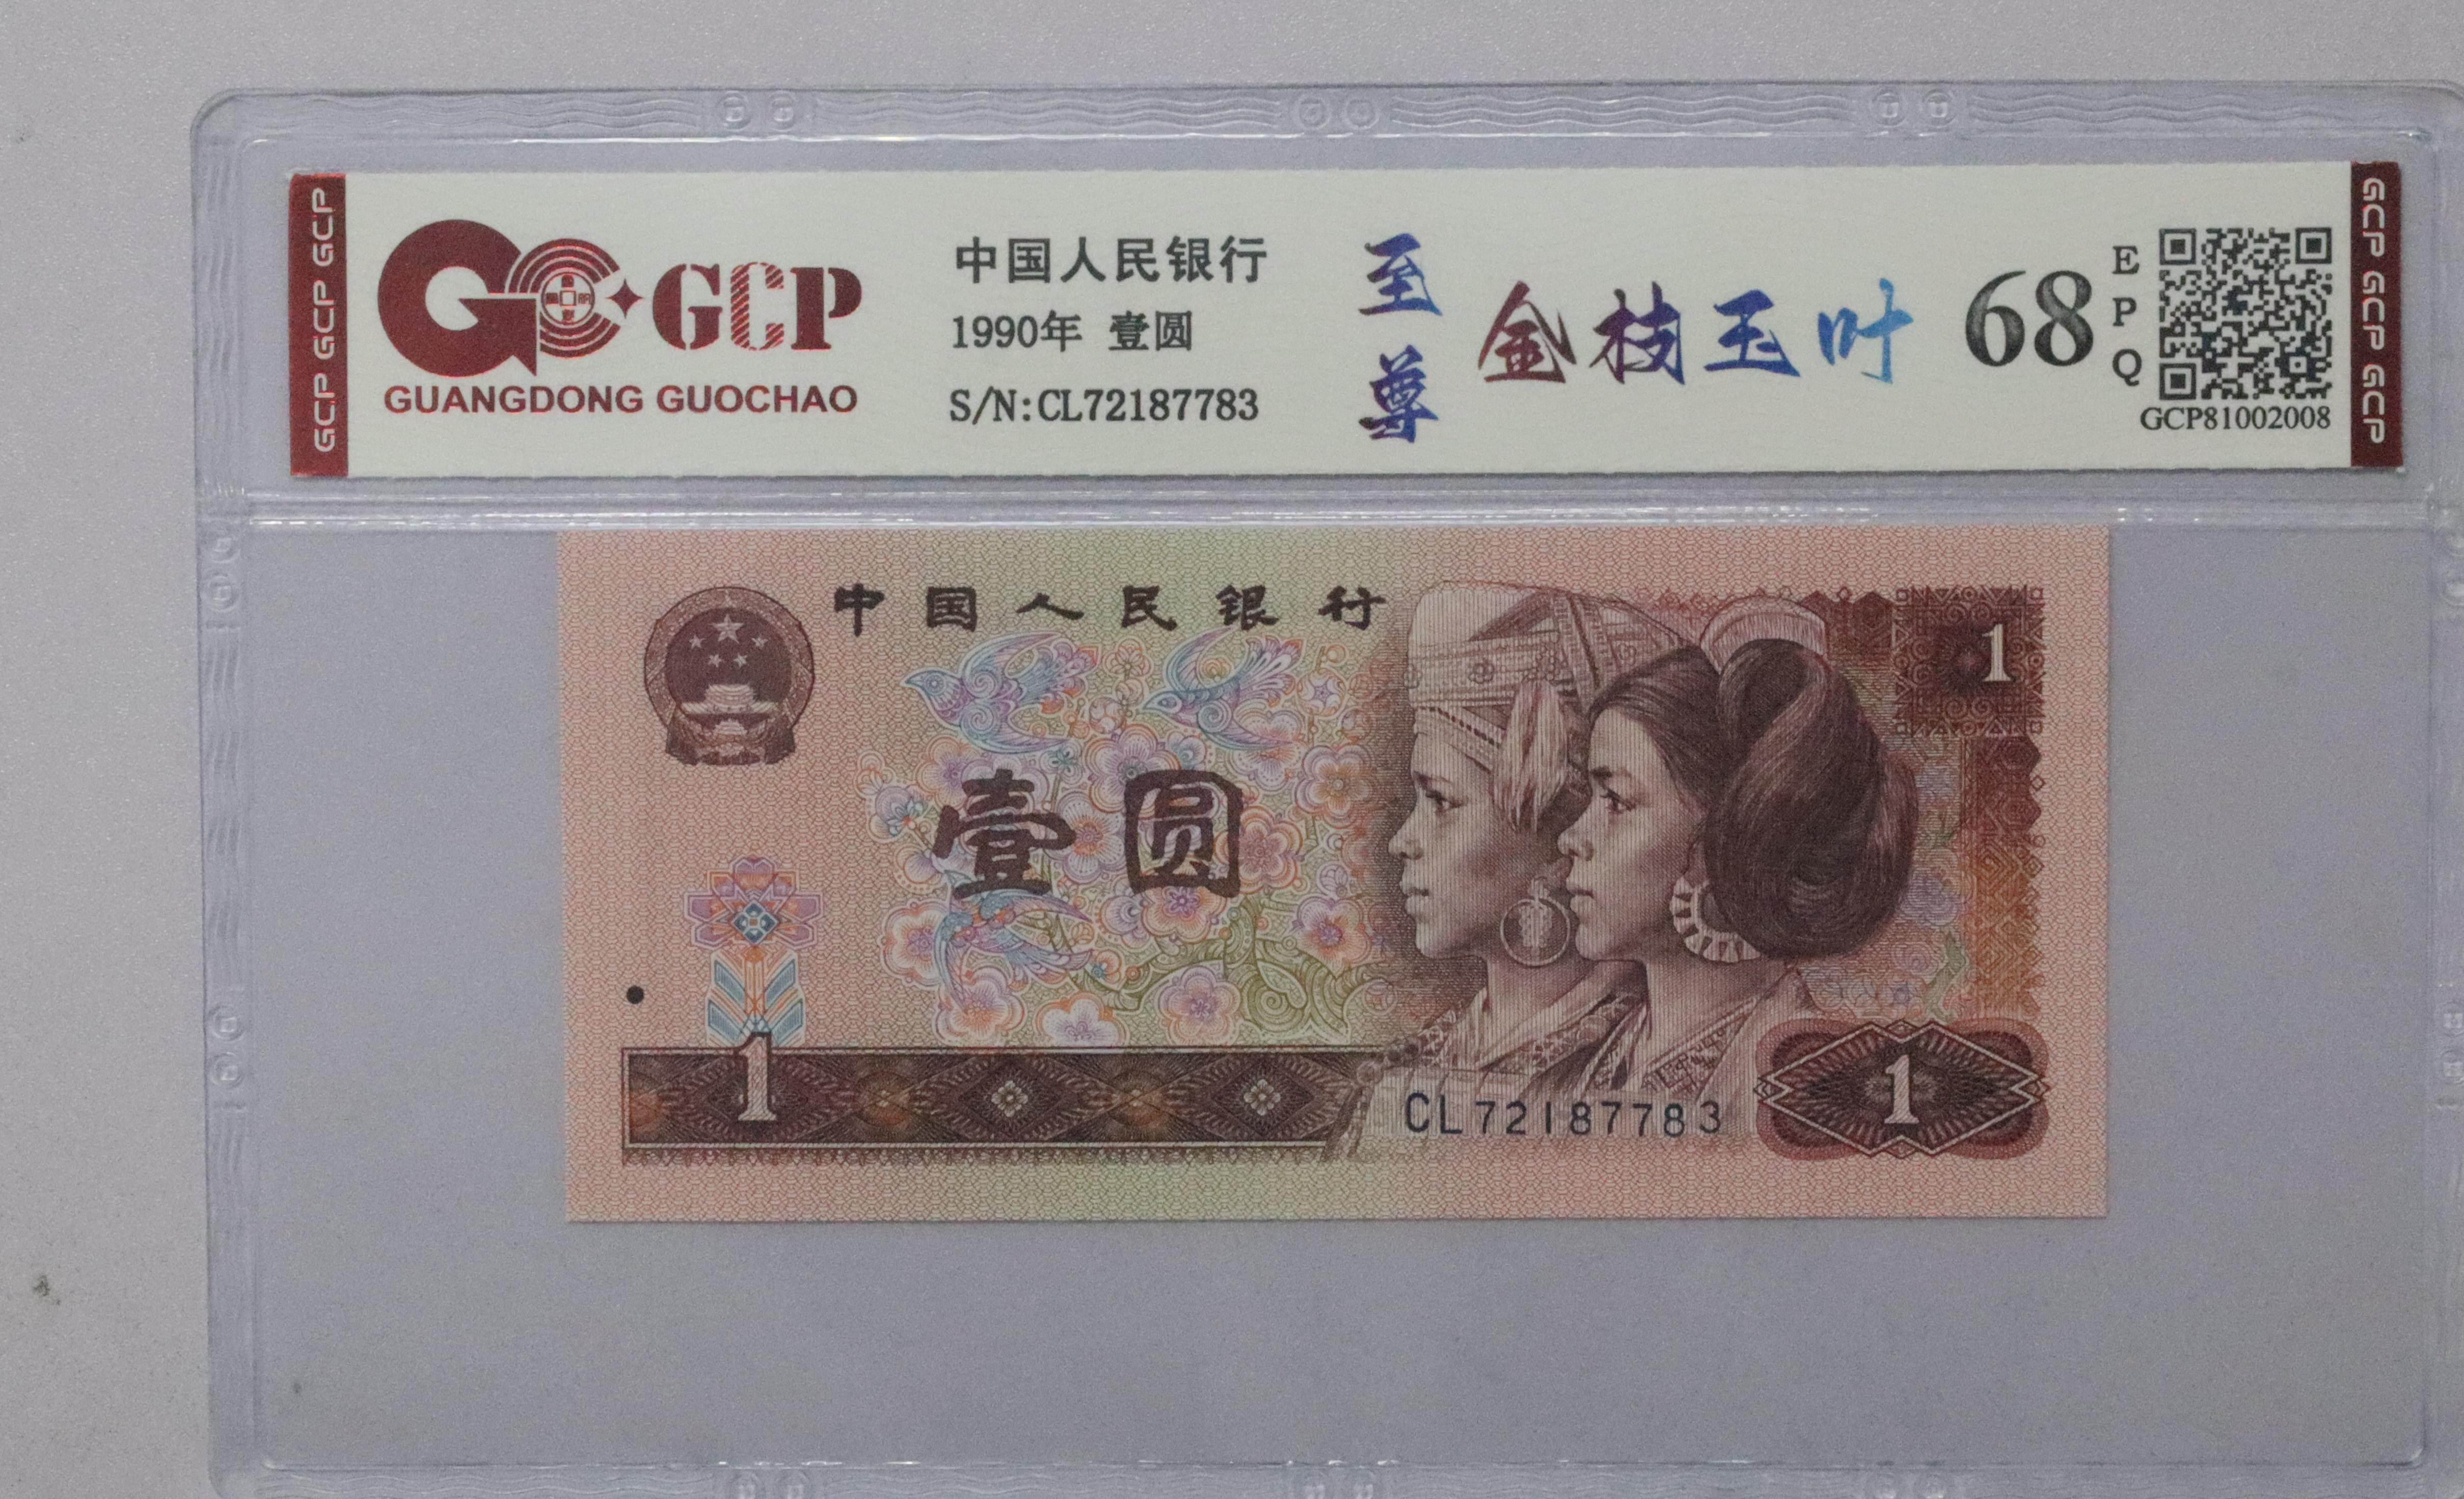 GCP GCP GCP
GCP
GUANGDONG GUOCHAO
中国人民银行
1990年 壹圆
S/N:CL72187783
至尊
金枝玉叶
68
EPQ
GCP81002008
GCP GCP GCP
中国人民银行
1
壹圆
1
CL72187783
1